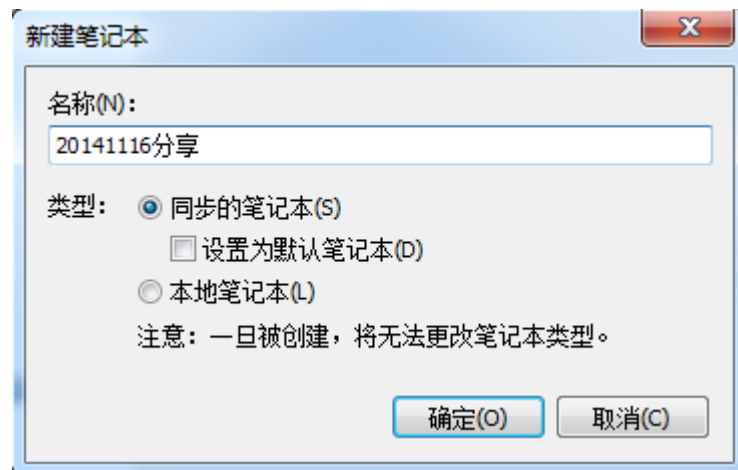 新建笔记本
名称(N)：
20141116分享
类型： 同步的笔记本(S)
设置为默认笔记本(D)
本地笔记本(L)
注意：一旦被创建，将无法更改笔记本类型。
确定(O) 取消(C)